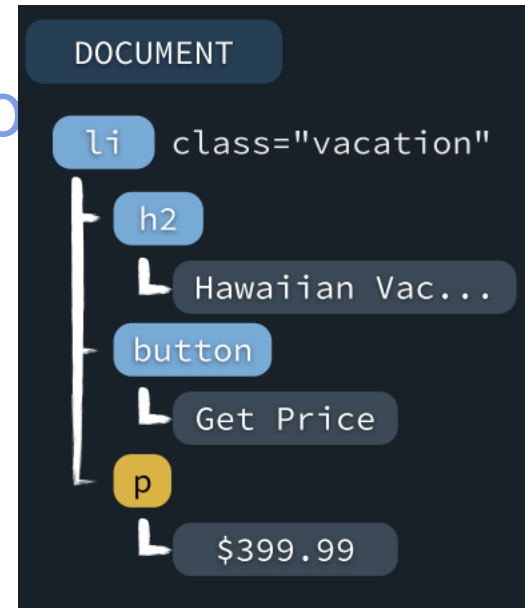 DOCUMENT
li class="vacation"
h2
Hawaiian Vac...
button
Get Price
p
$399.99